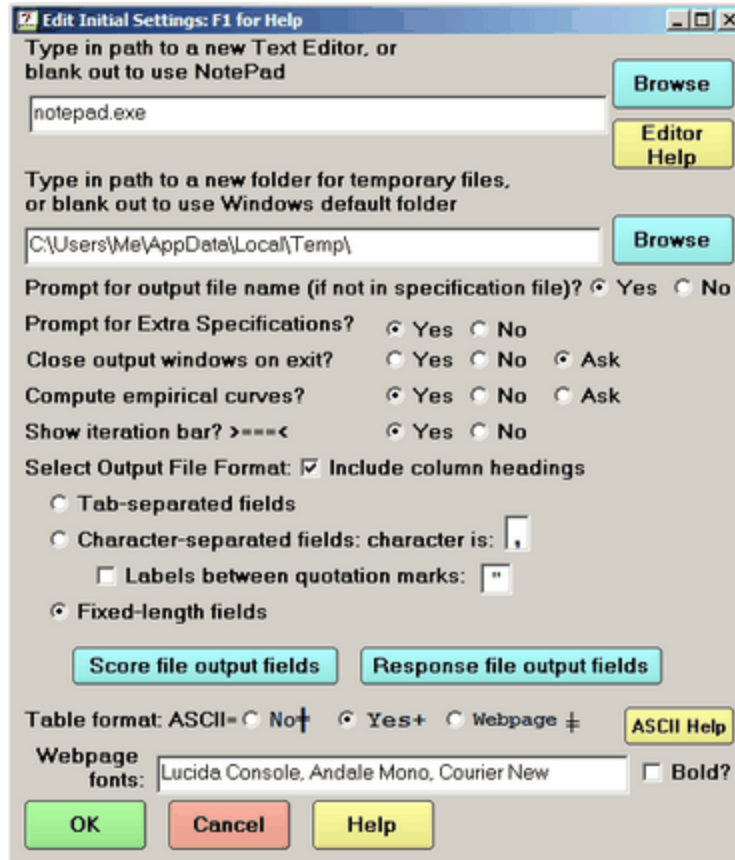 Edit Initial Settings: F1 for Help
Type in path to a new Text Editor, or
blank out to use NotePad
Browse
notepad.exe
Editor
Help
Type in path to a new folder for temporary files,
or blank out to use Windows default folder
C:\Users\Me\AppData\Local\Temp\
Browse
Prompt for output file name (if not in specification file)? Yes No
Prompt for Extra Specifications? Yes No
Close output windows on exit? Yes No Ask
Compute empirical curves? Yes No Ask
Show iteration bar? >===< Yes No
Select Output File Format: Include column headings
Tab-separated fields
Character-separated fields: character is: ,
Labels between quotation marks: "
Fixed-length fields
Score file output fields Response file output fields
Table format: ASCII= No╪ Yes+ Webpage ╪ ASCII Help
Webpage
fonts: Lucida Console, Andale Mono, Courier New Bold?
OK Cancel Help